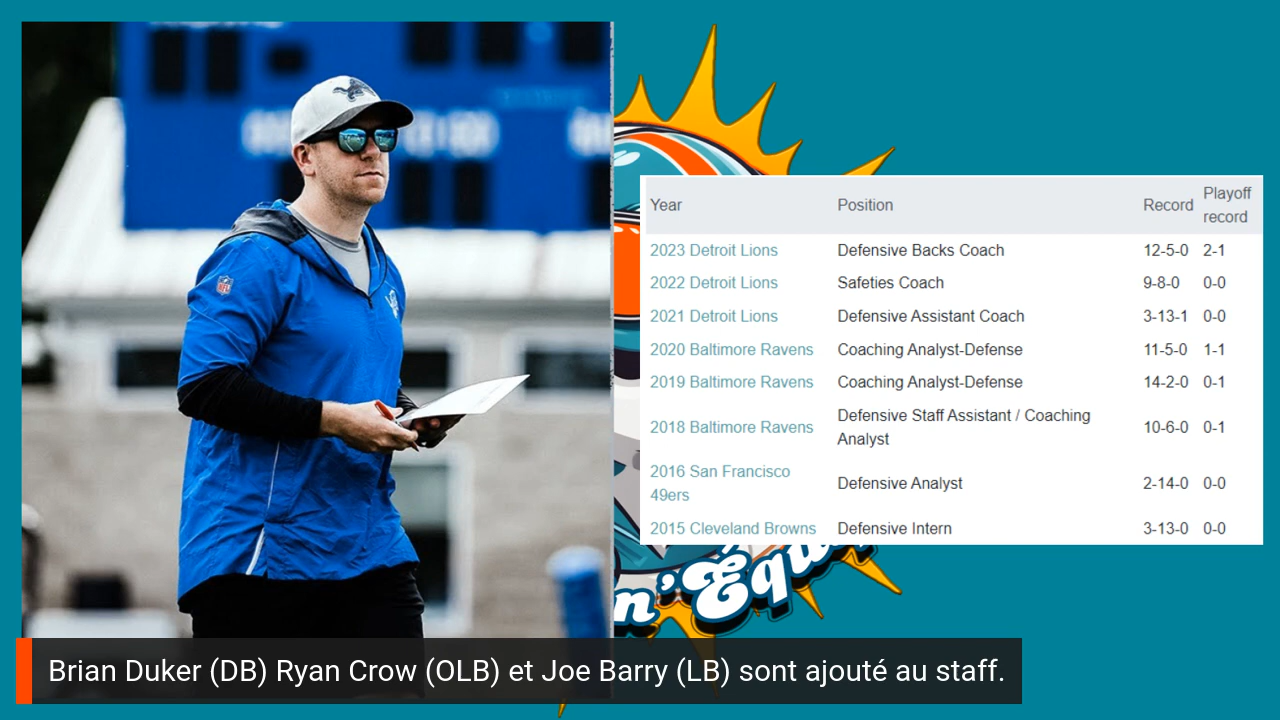 Year Position Record Playoff record
2023 Detroit Lions Defensive Backs Coach 12-5-0 2-1
2022 Detroit Lions Safeties Coach 9-8-0 0-0
2021 Detroit Lions Defensive Assistant Coach 3-13-1 0-0
2020 Baltimore Ravens Coaching Analyst-Defense 11-5-0 1-1
2019 Baltimore Ravens Coaching Analyst-Defense 14-2-0 0-1
2018 Baltimore Ravens Defensive Staff Assistant / Coaching Analyst 10-6-0 0-1
2016 San Francisco 49ers Defensive Analyst 2-14-0 0-0
2015 Cleveland Browns Defensive Intern 3-13-0 0-0
Brian Duker (DB) Ryan Crow (OLB) et Joe Barry (LB) sont ajouté au staff.